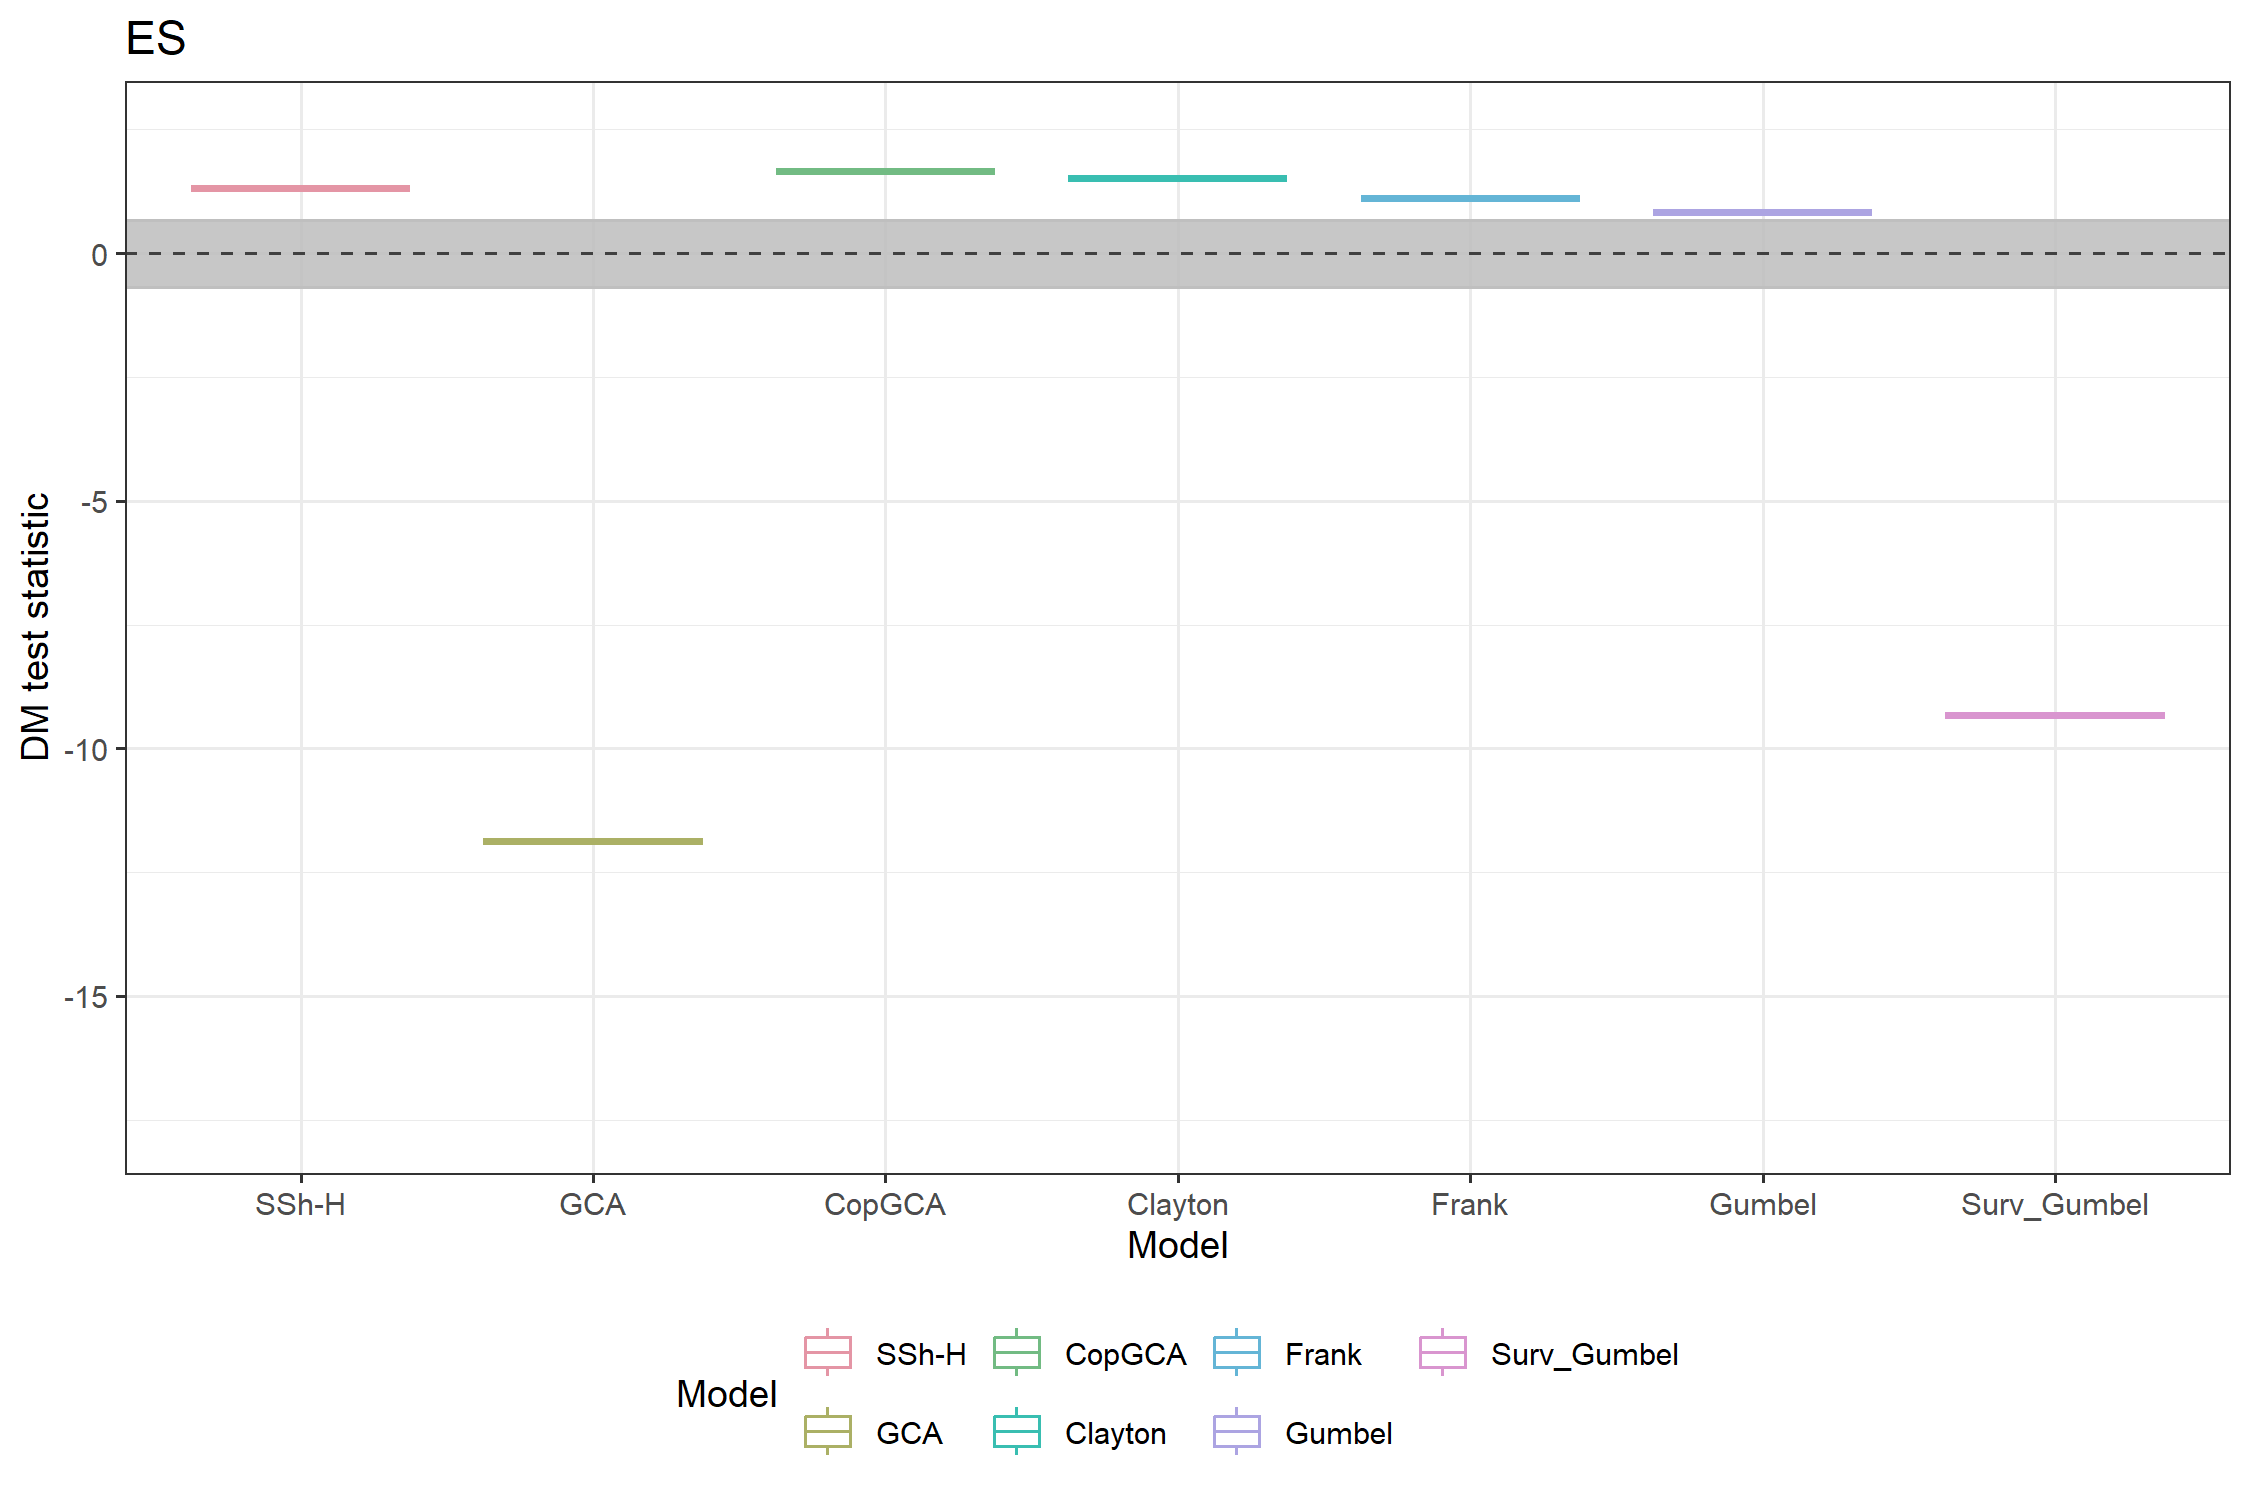 ES
DM test statistic
0
-5
-10
-15
SSh-H GCA CopGCA Clayton Frank Gumbel Surv_Gumbel
Model
Model
SSh-H CopGCA Frank Surv_Gumbel
GCA Clayton Gumbel